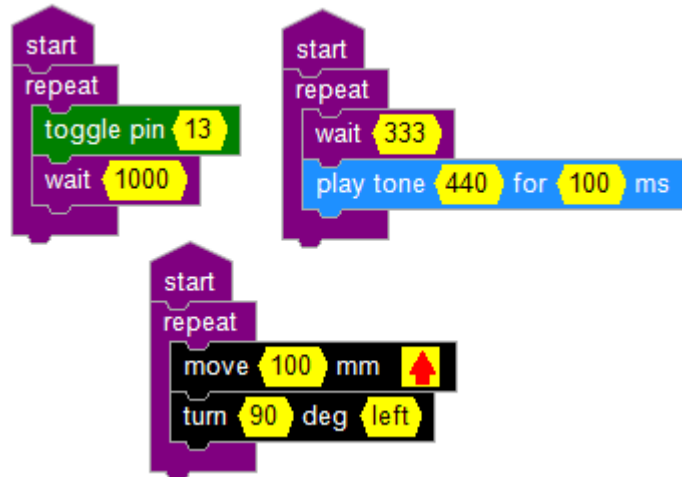 start
repeat
toggle pin 13
wait 1000
start
repeat
wait 333
play tone 440 for 100 ms
start
repeat
move 100 mm
turn 90 deg left